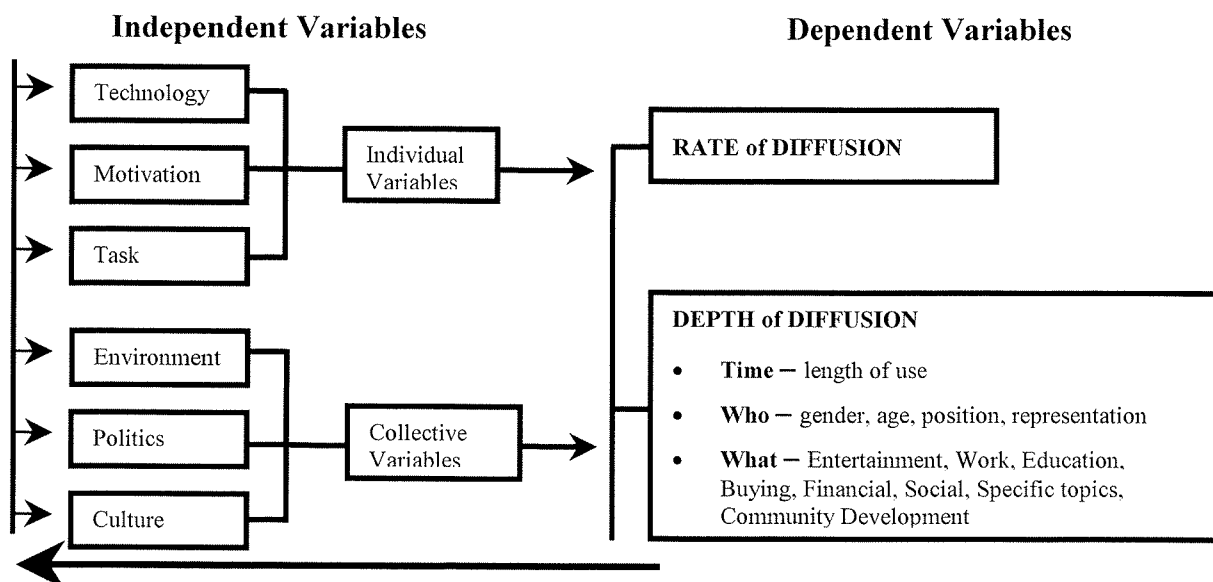 Independent Variables
Dependent Variables
Technology
Motivation
Task
Individual
Variables
Environment
Politics
Culture
Collective
Variables
RATE of DIFFUSION
DEPTH of DIFFUSION
• Time — length of use
• Who — gender, age, position, representation
• What — Entertainment, Work, Education,
Buying, Financial, Social, Specific topics,
Community Development